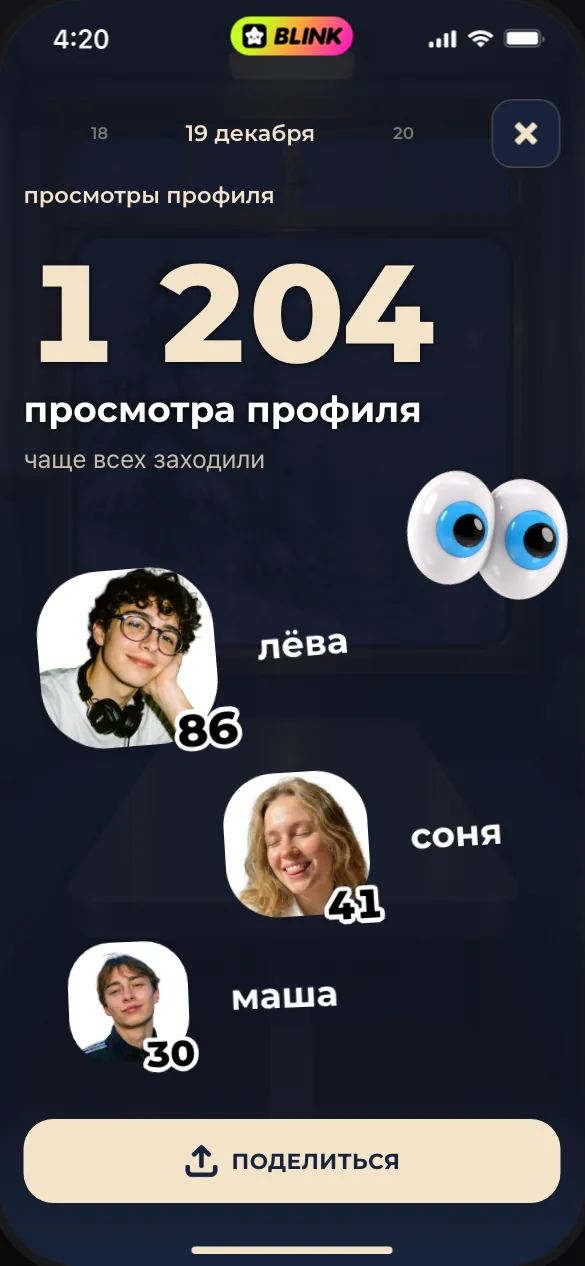 4:20
BLINK
18
19 декабря
20
просмотры профиля
1 204
просмотра профиля
чаще всех заходили
лёва
86
соня
41
маша
30
ПОДЕЛИТЬСЯ